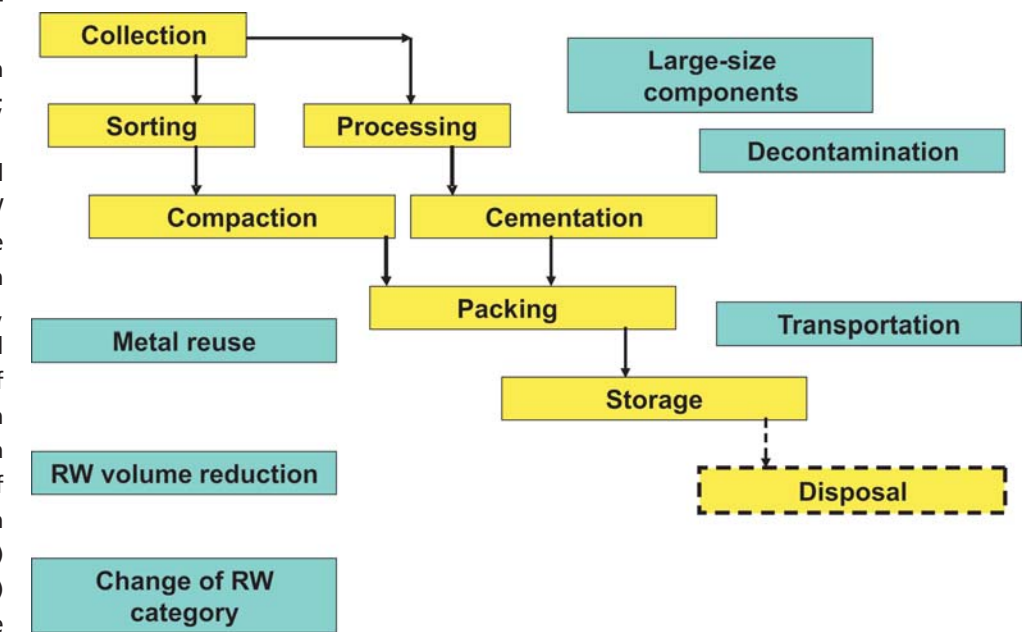 Collection
Large-size
components
Sorting
Processing
Decontamination
Compaction
Cementation
Packing
Transportation
Metal reuse
Storage
RW volume reduction
Disposal
Change of RW
category